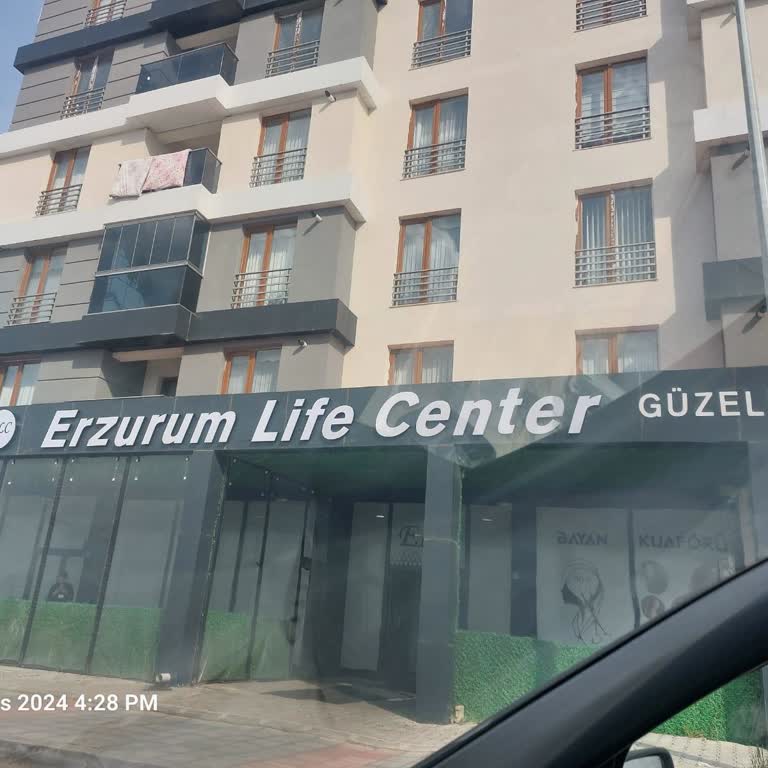 Erzurum Life Center GÜZEL
BAYAN KUAFÖRÜ
s 2024 4:28 PM